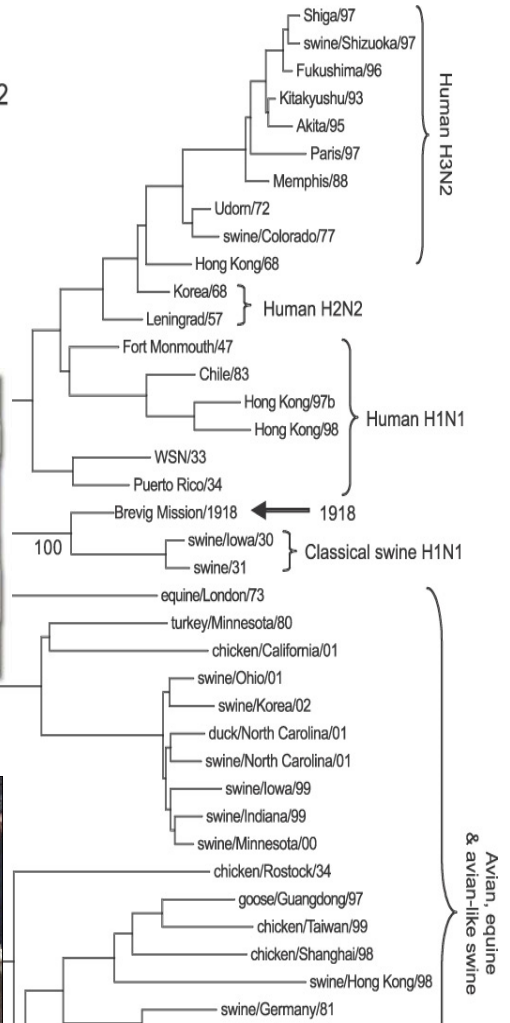 2
Shiga/97
swine/Shizuoka/97
Fukushima/96
Kitakyushu/93
Akita/95
Paris/97
Memphis/88
Udorn/72
swine/Colorado/77
Hong Kong/68
Human H3N2
Korea/68
Leningrad/57
Human H2N2
Fort Monmouth/47
Chile/83
Hong Kong/97b
Hong Kong/98
WSN/33
Puerto Rico/34
Human H1N1
Brevig Mission/1918
1918
100
swine/Iowa/30
swine/31
Classical swine H1N1
equine/London/73
turkey/Minnesota/80
chicken/California/01
swine/Ohio/01
swine/Korea/02
duck/North Carolina/01
swine/North Carolina/01
swine/Iowa/99
swine/Indiana/99
swine/Minnesota/00
chicken/Rostock/34
goose/Guangdong/97
chicken/Taiwan/99
chicken/Shanghai/98
swine/Hong Kong/98
swine/Germany/81
Avian, equine
& avian-like swine